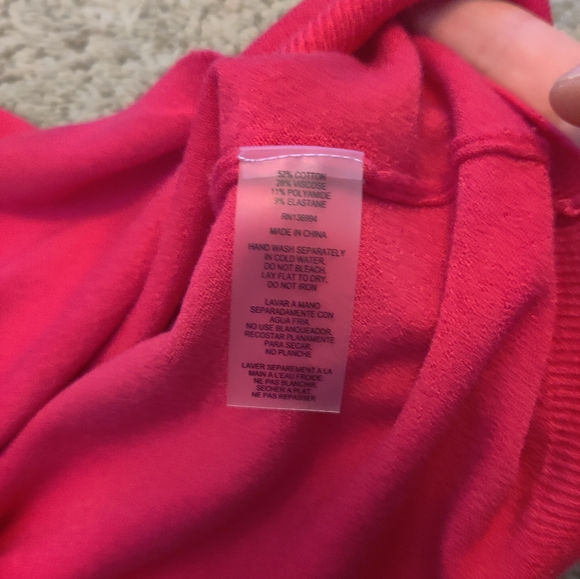 52% COTTON
28% VISCOSE
11% POLYAMIDE
9% ELASTANE
RN136994
MADE IN CHINA
HAND WASH SEPARATELY
IN COLD WATER,
DO NOT BLEACH,
LAY FLAT TO DRY,
DO NOT IRON
LAVAR A MANO
SEPARADAMENTE CON
AGUA FRIA,
NO USE BLANQUEADOR,
RECOSTAR PLANAMENTE
PARA SECAR,
NO PLANCHE
LAVER SEPAREMENT A LA
MAIN A L'EAU FROIDE
NE PAS BLANCHIR,
SECHER A PLAT,
NE PAS REPASSER